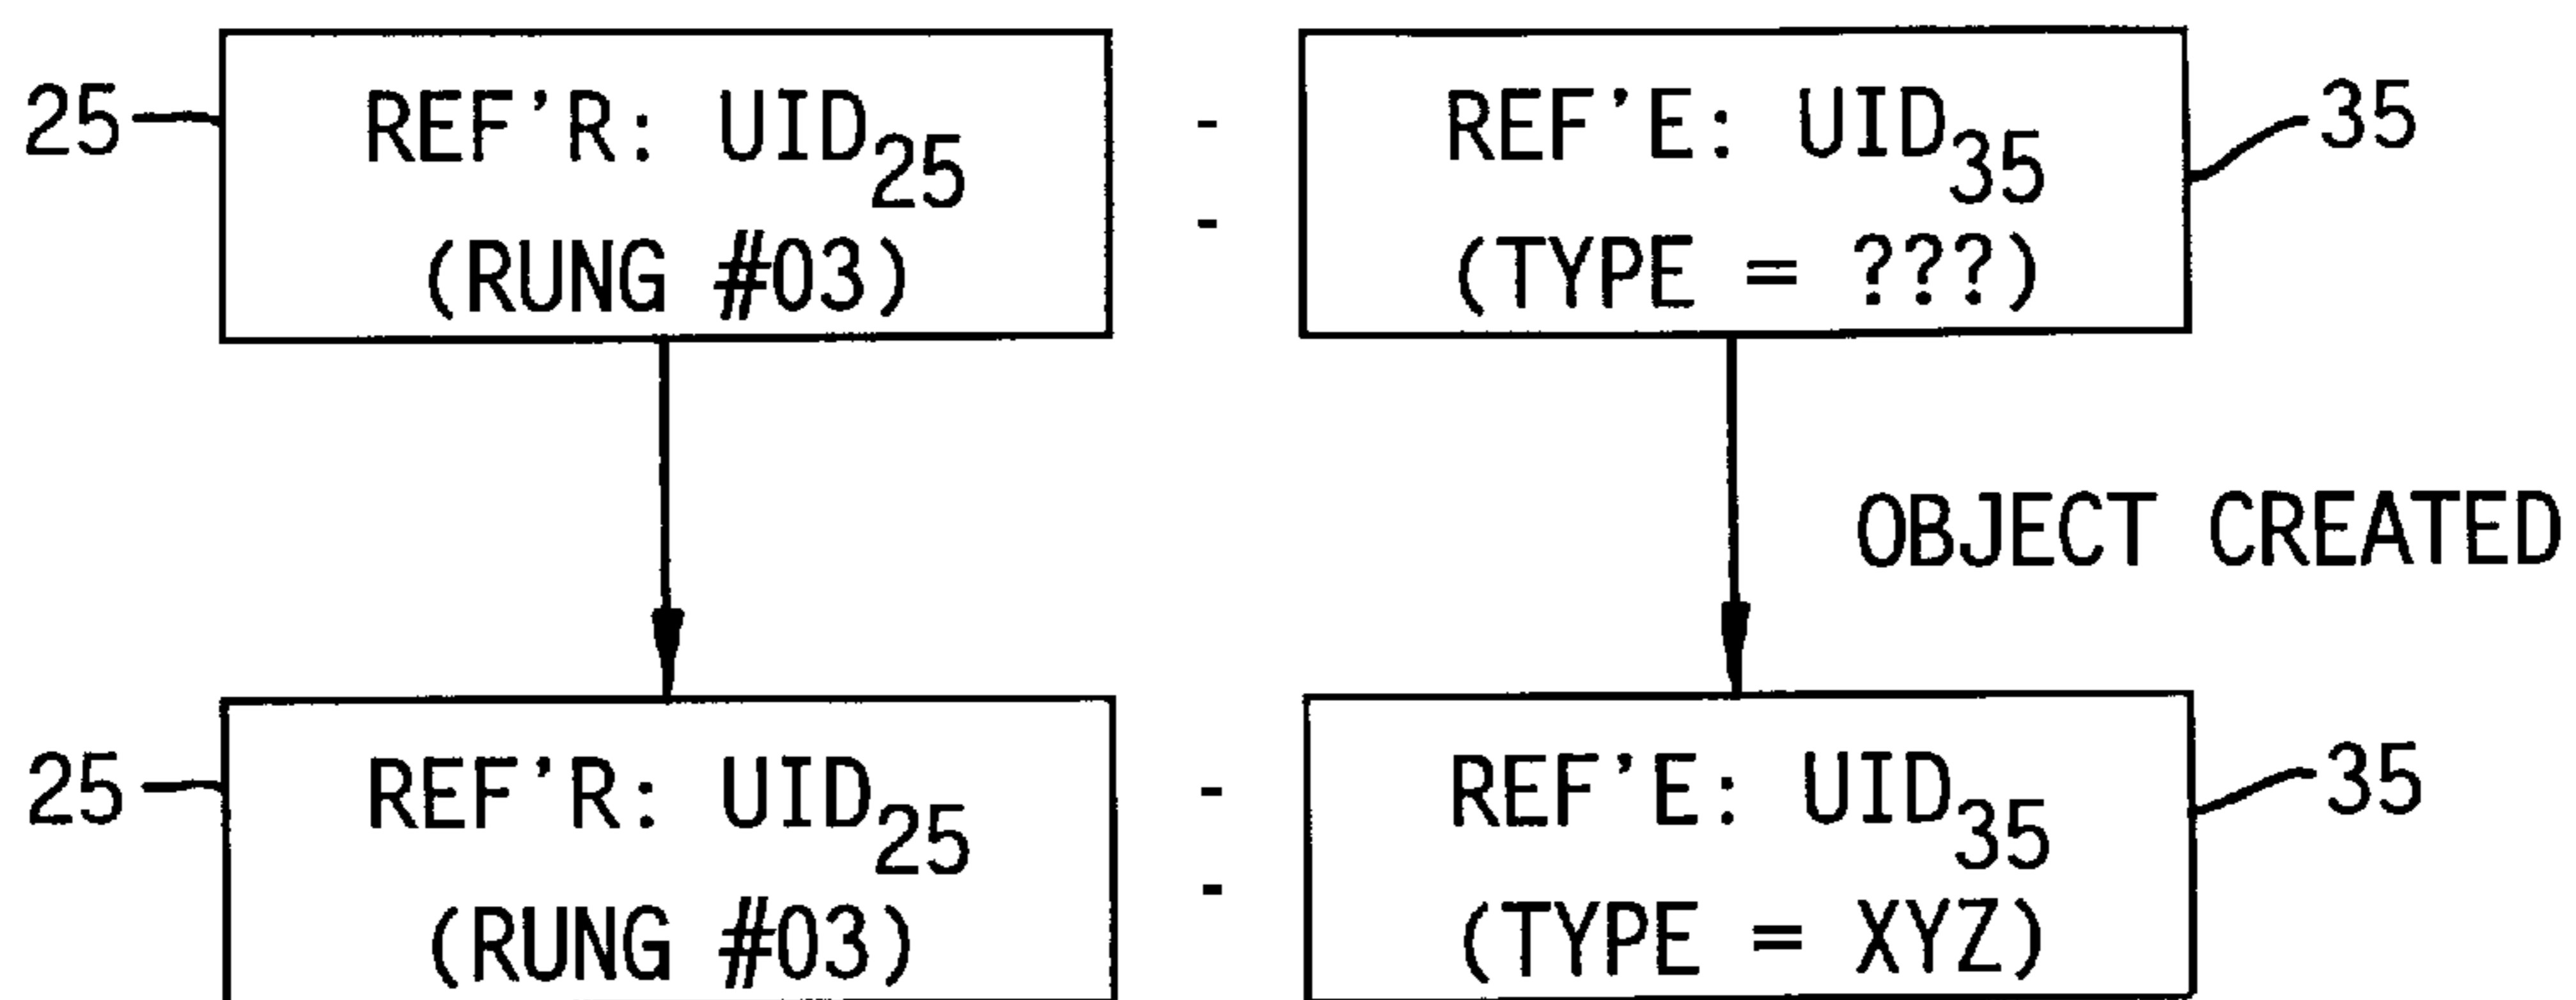 25 REF'R: UID25 - REF'E: UID35 35
(RUNG #03) - (TYPE = ???)
OBJECT CREATED
25 REF'R: UID25 - REF'E: UID35 35
(RUNG #03) - (TYPE = XYZ)